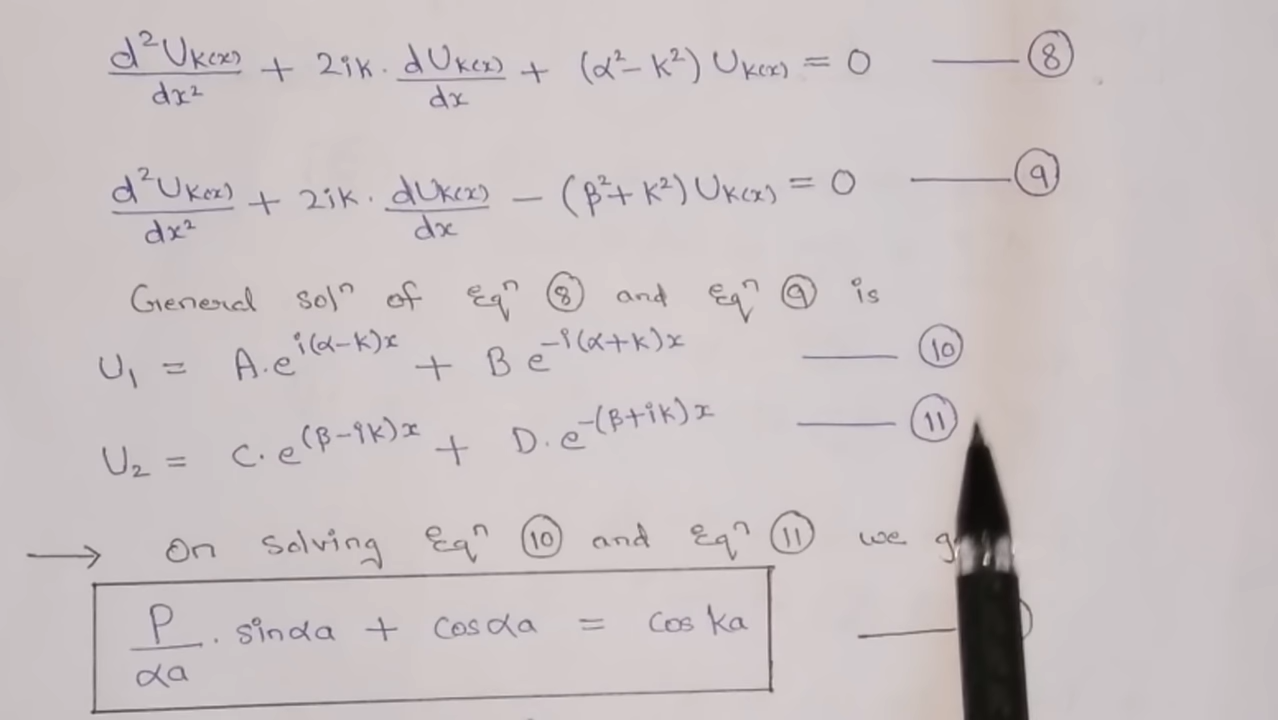 d²U_K(x)/dx² + 2iK · dU_K(x)/dx + (α² − K²) U_K(x) = 0 —— ⑧
d²U_K(x)/dx² + 2iK · dU_K(x)/dx − (β² + K²) U_K(x) = 0 —— ⑨
General solⁿ of Eqⁿ ⑧ and Eqⁿ ⑨ is
U₁ = A·e^{i(α−K)x} + B e^{−i(α+K)x} —— ⑩
U₂ = C·e^{(β−iK)x} + D·e^{−(β+iK)x} —— ⑪
→ On solving Eqⁿ ⑩ and Eqⁿ ⑪ we
P/αa · sinαa + cosαa = cos Ka ——